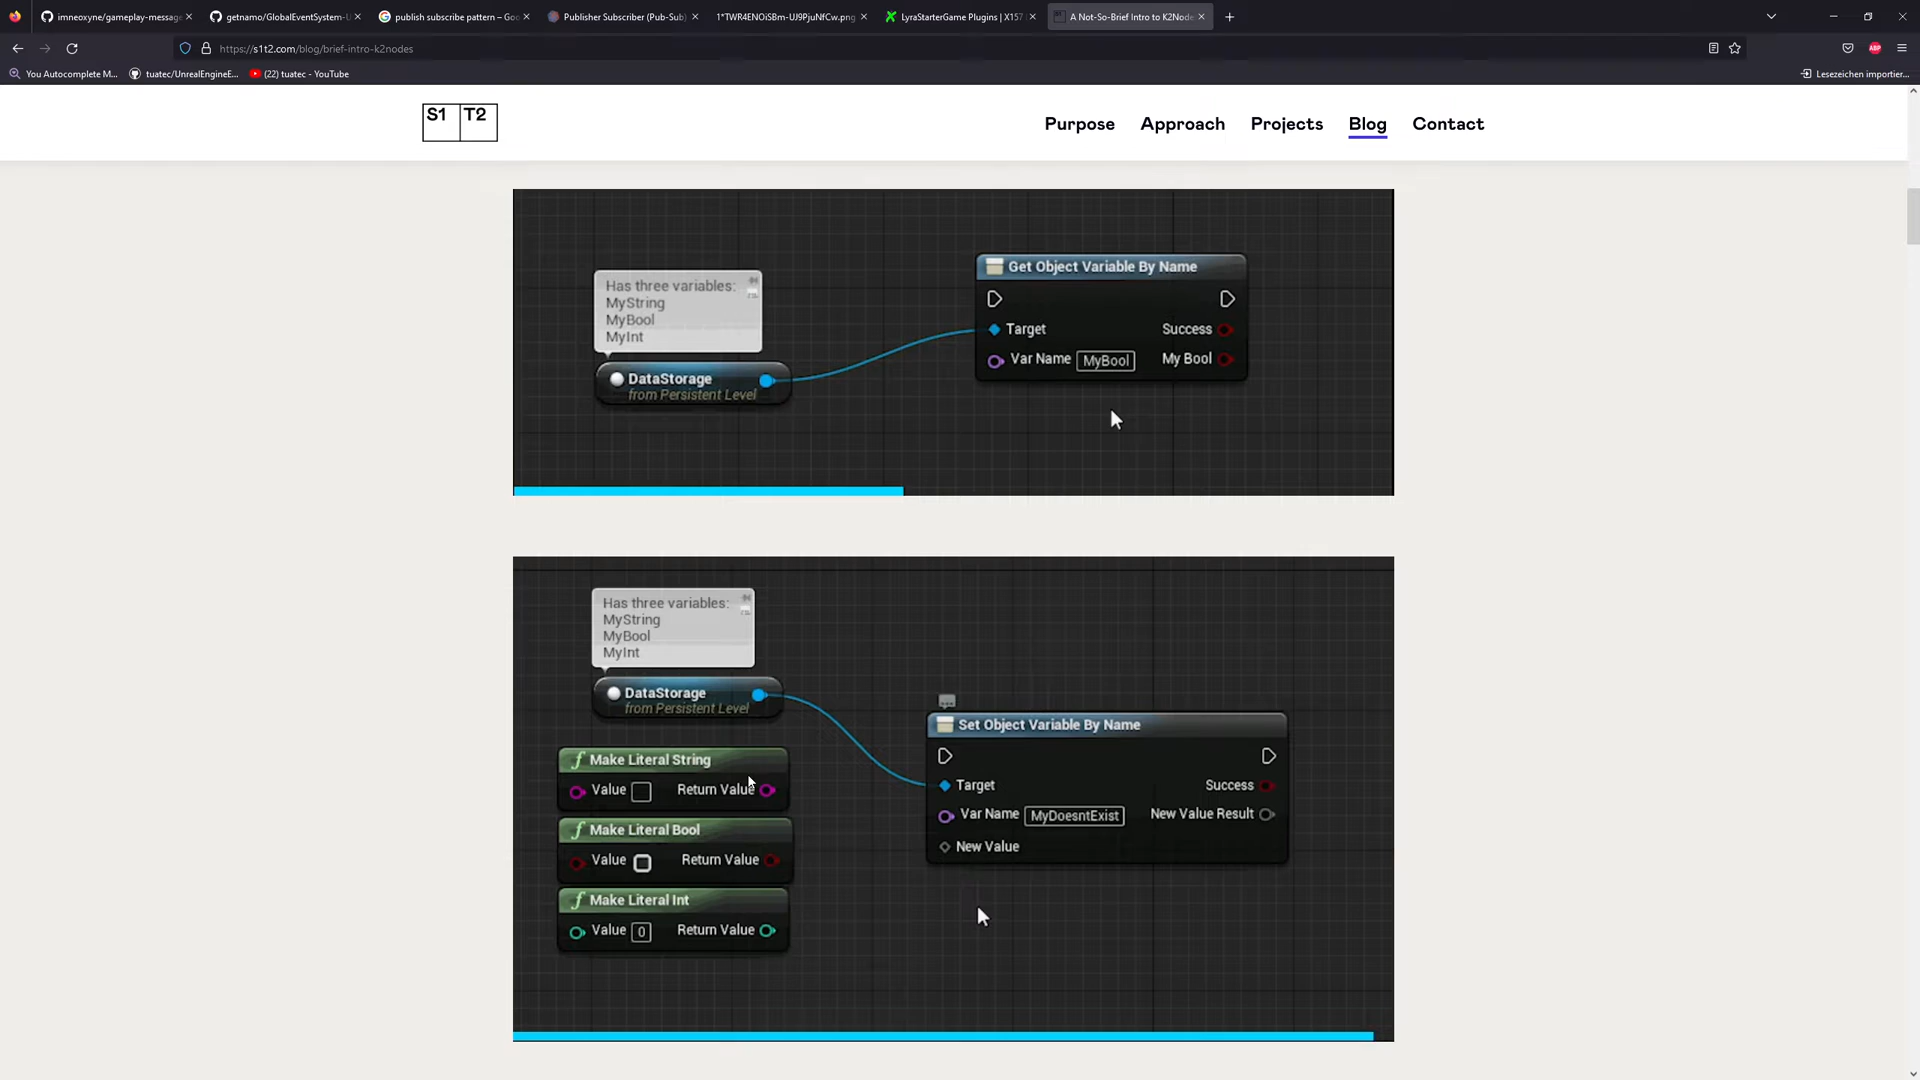 imneoxyne/gameplay-message
getnamo/GlobalEventSystem-U
publish subscribe pattern – Goo
Publisher Subscriber (Pub-Sub)
1*TWR4ENOiSBm-UJ9PjuNfCw.png
LyraStarterGame Plugins | X157
A Not-So-Brief Intro to K2Node
https://s1t2.com/blog/brief-intro-k2nodes
You Autocomplete M...
tuatec/UnrealEngineE...
(22) tuatec - YouTube
ABP
Lesezeichen importier...
S1 T2
Purpose
Approach
Projects
Blog
Contact
Has three variables:
MyString
MyBool
MyInt
DataStorage
from Persistent Level
Get Object Variable By Name
Target
Success
Var Name MyBool
My Bool
Has three variables:
MyString
MyBool
MyInt
DataStorage
from Persistent Level
Make Literal String
Value
Return Value
Make Literal Bool
Value
Return Value
Make Literal Int
Value 0
Return Value
Set Object Variable By Name
Target
Success
Var Name MyDoesntExist
New Value Result
New Value